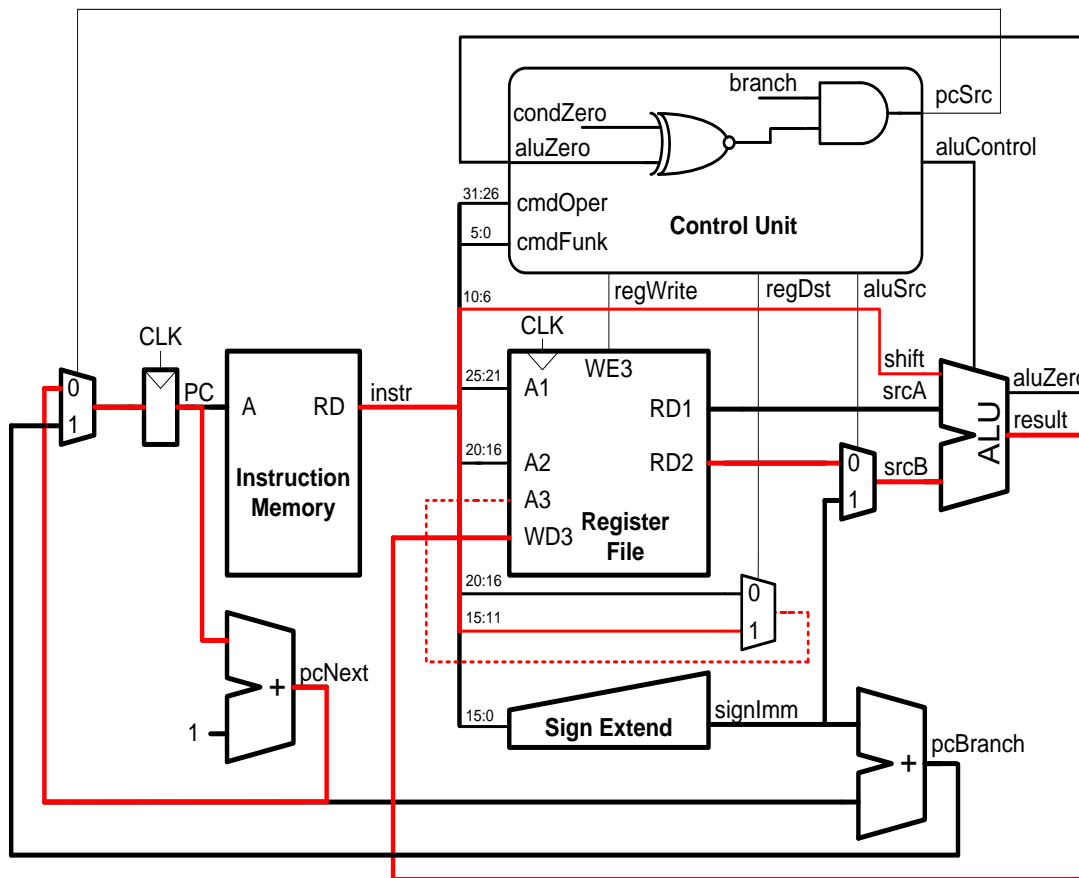 branch
pcSrc
condZero
aluZero
aluControl
31:26
cmdOper
Control Unit
5:0
cmdFunk
10:6
regWrite
regDst
aluSrc
CLK
CLK
shift
0
1
PC
A
RD
instr
25:21
A1
WE3
RD1
srcA
aluZero
result
ALU
20:16
A2
RD2
0
1
srcB
Instruction
Memory
A3
WD3
Register
File
20:16
15:11
0
1
pcNext
+
1
15:0
Sign Extend
signImm
+
pcBranch